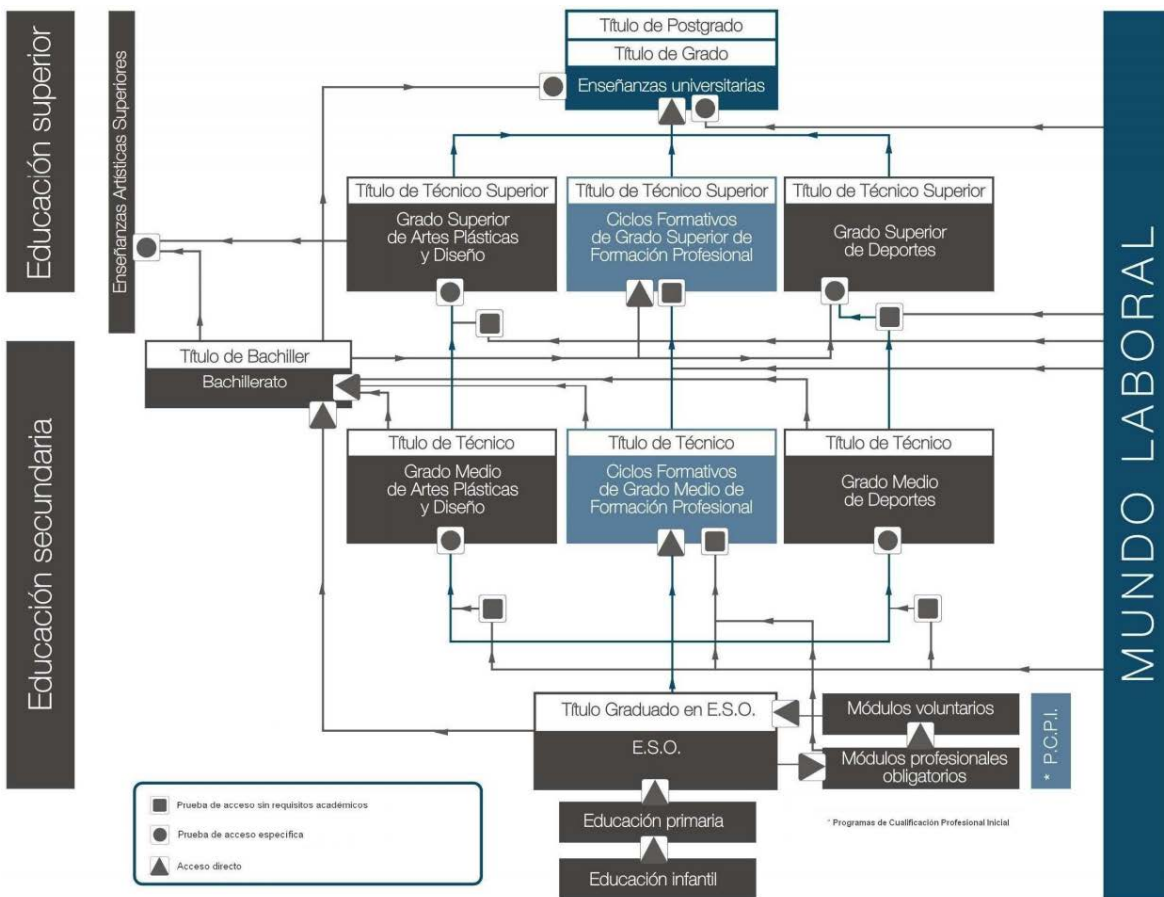 Educación superior
Enseñanzas Artísticas Superiores
Título de Postgrado
Título de Grado
Enseñanzas universitarias
Título de Técnico Superior
Grado Superior
de Artes Plásticas
y Diseño
Título de Técnico Superior
Ciclos Formativos
de Grado Superior de
Formación Profesional
Título de Técnico Superior
Grado Superior
de Deportes
MUNDO LABORAL
Educación secundaria
Título de Bachiller
Bachillerato
Título de Técnico
Grado Medio
de Artes Plásticas
y Diseño
Título de Técnico
Ciclos Formativos
de Grado Medio de
Formación Profesional
Título de Técnico
Grado Medio
de Deportes
Título Graduado en E.S.O.
E.S.O.
Módulos voluntarios
Módulos profesionales
obligatorios
* P.C.P.I.
Educación primaria
Educación infantil
* Programas de Cualificación Profesional Inicial
Prueba de acceso sin requisitos académicos
Prueba de acceso específica
Acceso directo